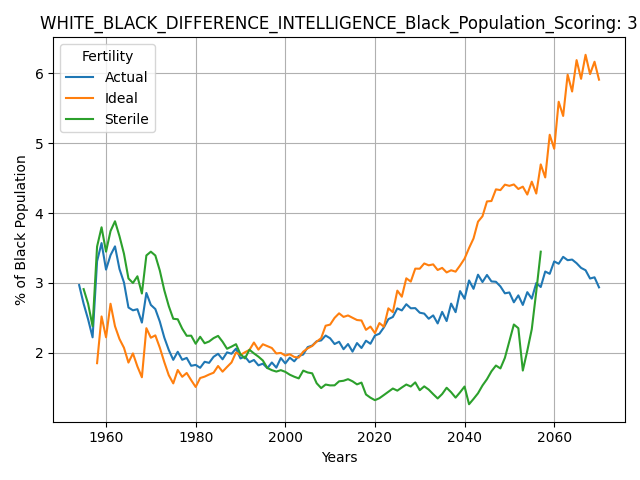 WHITE_BLACK_DIFFERENCE_INTELLIGENCE_Black_Population_Scoring: 3
Fertility
Actual
Ideal
Sterile
% of Black Population
6
5
4
3
2
1960 1980 2000 2020 2040 2060
Years